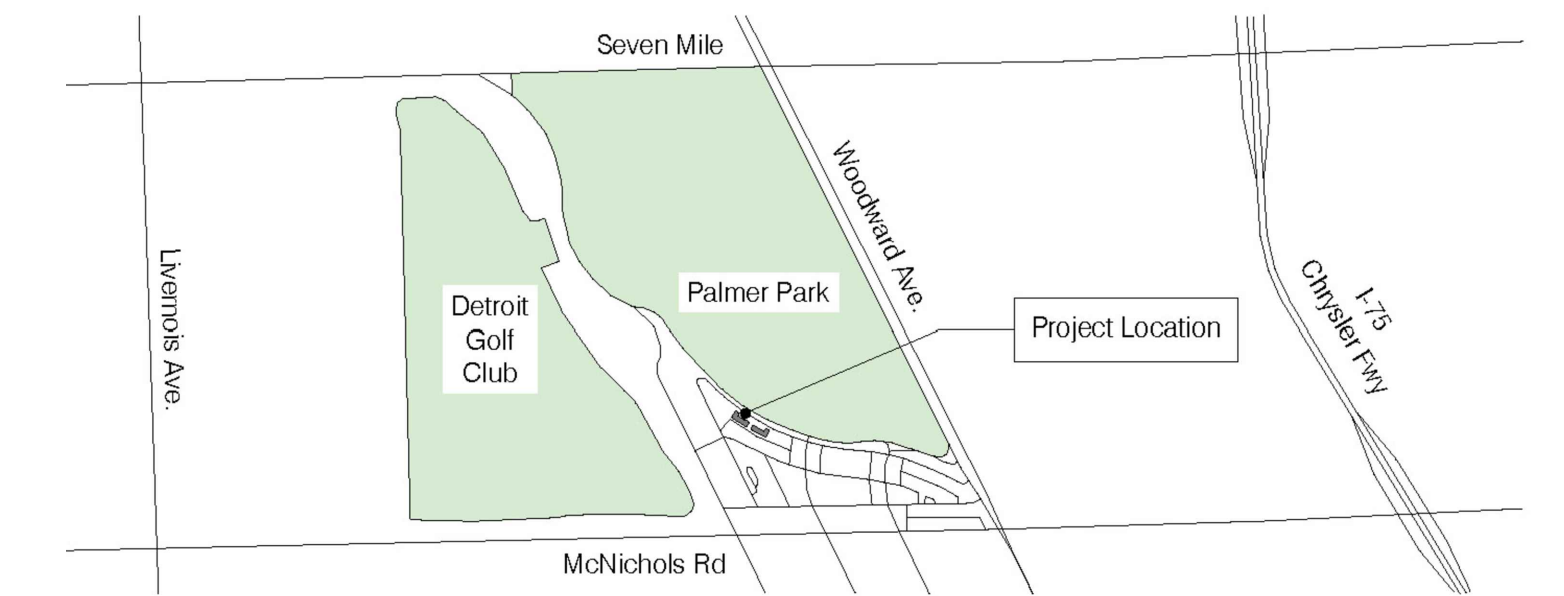 Seven Mile
Woodward Ave.
Livernois Ave.
Palmer Park
Detroit
Golf
Club
Project Location
I-75
Chrysler Fwy
McNichols Rd